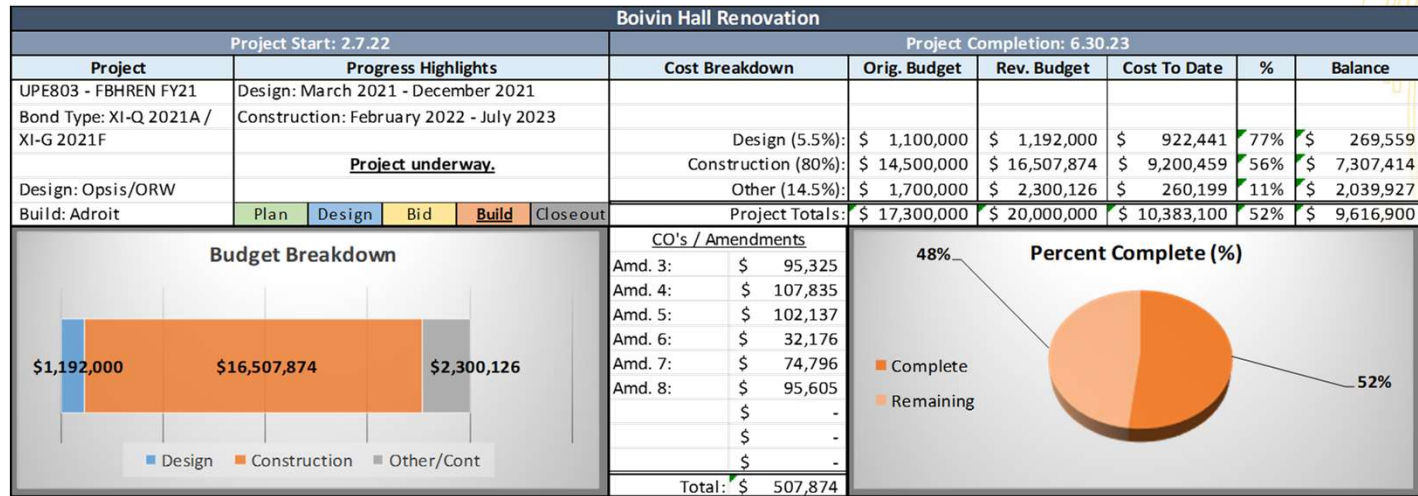 Boivin Hall Renovation
Project Start: 2.7.22 Project Completion: 6.30.23
Project Progress Highlights Cost Breakdown Orig. Budget Rev. Budget Cost To Date % Balance
UPE803 - FBHREN FY21 Design: March 2021 - December 2021
Bond Type: XI-Q 2021A / Construction: February 2022 - July 2023
XI-G 2021F Design (5.5%): $ 1,100,000 $ 1,192,000 $ 922,441 77% $ 269,559
Project underway. Construction (80%): $ 14,500,000 $ 16,507,874 $ 9,200,459 56% $ 7,307,414
Design: Opsis/ORW Other (14.5%): $ 1,700,000 $ 2,300,126 $ 260,199 11% $ 2,039,927
Build: Adroit Plan Design Bid Build Closeout Project Totals: $ 17,300,000 $ 20,000,000 $ 10,383,100 52% $ 9,616,900
Budget Breakdown
$1,192,000 $16,507,874 $2,300,126
Design Construction Other/Cont
CO's / Amendments
Amd. 3: $ 95,325
Amd. 4: $ 107,835
Amd. 5: $ 102,137
Amd. 6: $ 32,176
Amd. 7: $ 74,796
Amd. 8: $ 95,605
$ -
$ -
$ -
Total: $ 507,874
Percent Complete (%)
48%
Complete
Remaining
52%